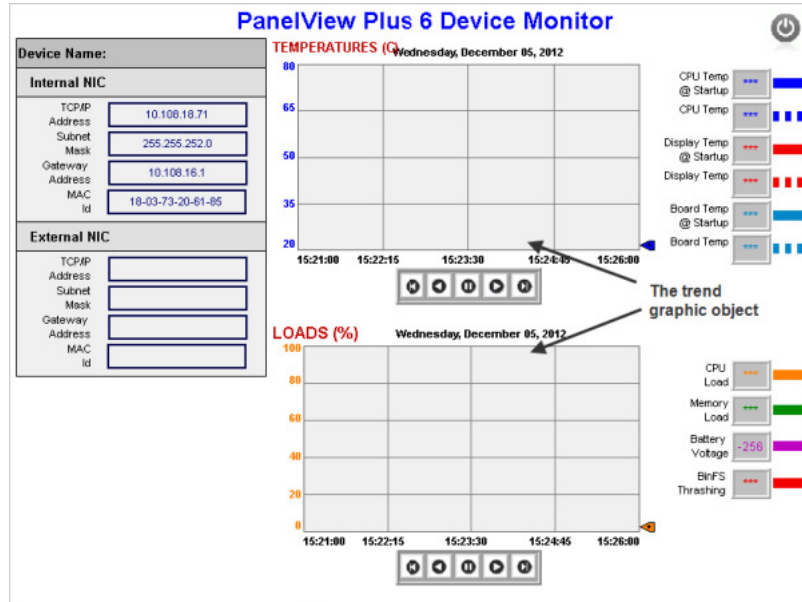 PanelView Plus 6 Device Monitor
Device Name:
Internal NIC
TCP/IP
Address
10.108.18.71
Subnet
Mask
255.255.252.0
Gateway
Address
10.108.16.1
MAC
Id
18-03-73-20-61-85
External NIC
TCP/IP
Address
Subnet
Mask
Gateway
Address
MAC
Id
TEMPERATURES (C)
Wednesday, December 05, 2012
80
65
50
35
20
15:21:00 15:22:15 15:23:30 15:24:45 15:26:00
CPU Temp
@ Startup
***
CPU Temp
***
Display Temp
@ Startup
***
Display Temp
***
Board Temp
@ Startup
***
Board Temp
***
The trend
graphic object
LOADS (%)
Wednesday, December 05, 2012
100
80
60
40
20
0
15:21:00 15:22:15 15:23:30 15:24:45 15:26:00
CPU
Load
***
Memory
Load
***
Battery
Voltage
-256
BinFS
Thrashing
***